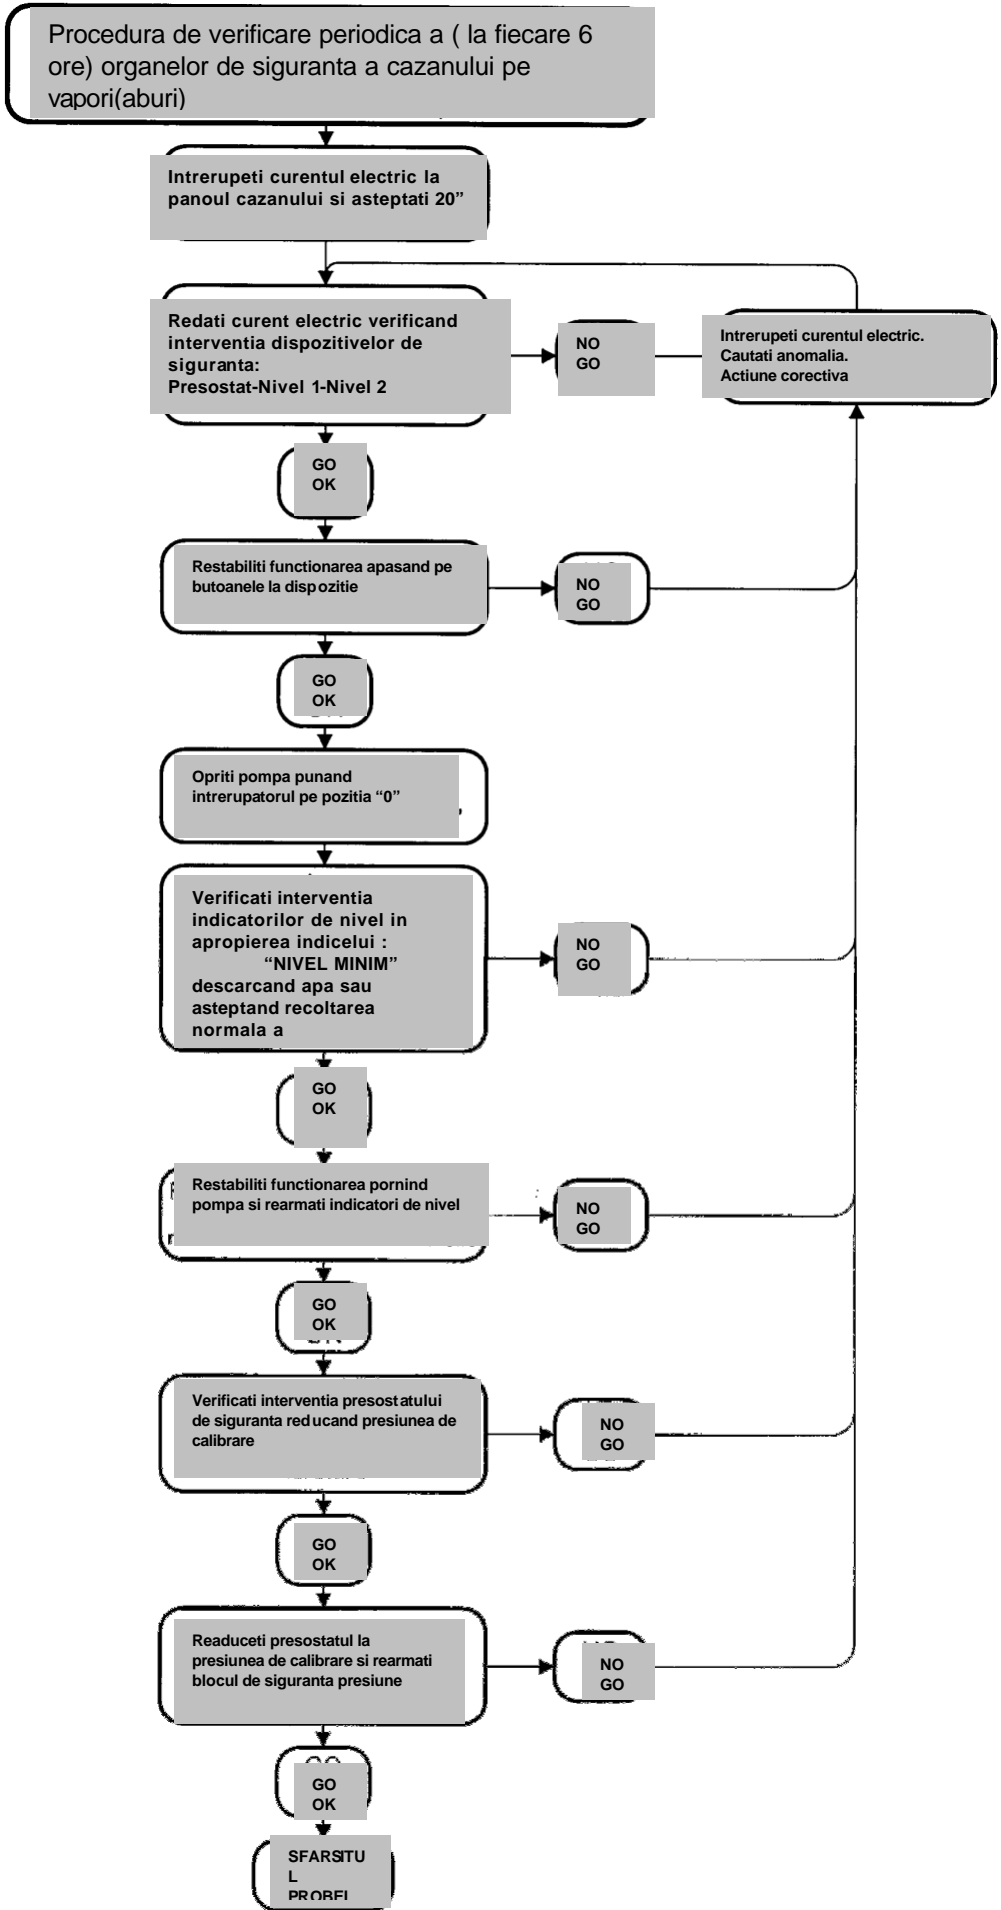 Procedura de verificare periodica a ( la fiecare 6
ore) organelor de siguranta a cazanului pe
vapori(aburi)
Intrerupeti curentul electric la
panoul cazanului si asteptati 20”
Redati curent electric verificand
interventia dispozitivelor de
siguranta:
Presostat-Nivel 1-Nivel 2
NO
GO
Intrerupeti curentul electric.
Cautati anomalia.
Actiune corectiva
GO
OK
Restabiliti functionarea apasand pe
butoanele la dispozitie
NO
GO
GO
OK
Opriti pompa punand
intrerupatorul pe pozitia “0”
Verificati interventia
indicatorilor de nivel in
apropierea indicelui :
“NIVEL MINIM”
descarcand apa sau
asteptand recoltarea
normala a
NO
GO
GO
OK
Restabiliti functionarea pornind
pompa si rearmati indicatori de nivel
NO
GO
GO
OK
Verificati interventia presostatului
de siguranta reducand presiunea de
calibrare
NO
GO
GO
OK
Readuceti presostatul la
presiunea de calibrare si rearmati
blocul de siguranta presiune
NO
GO
GO
OK
SFARSITU
L
PROBEI